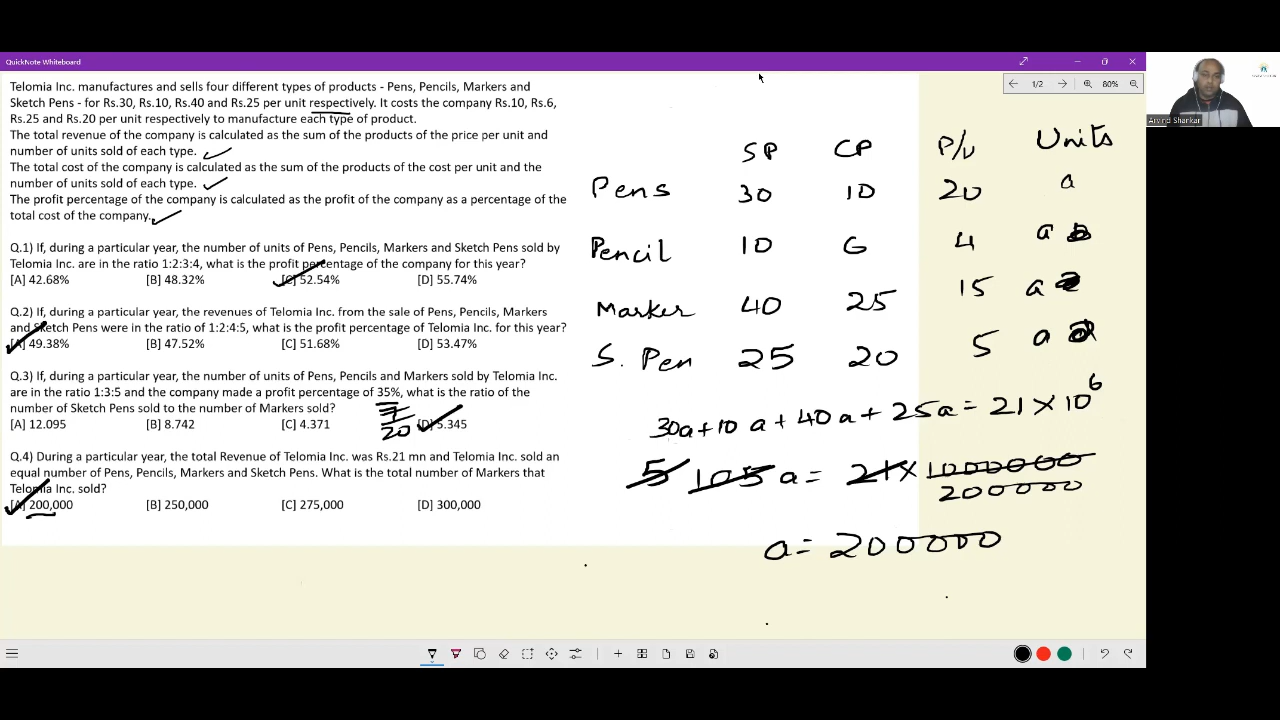 QuickNote Whiteboard
1/2
80%
Arvind Shankar
Telomia Inc. manufactures and sells four different types of products - Pens, Pencils, Markers and
Sketch Pens - for Rs.30, Rs.10, Rs.40 and Rs.25 per unit respectively. It costs the company Rs.10, Rs.6,
Rs.25 and Rs.20 per unit respectively to manufacture each type of product.
The total revenue of the company is calculated as the sum of the products of the price per unit and
number of units sold of each type.
The total cost of the company is calculated as the sum of the products of the cost per unit and the
number of units sold of each type.
The profit percentage of the company is calculated as the profit of the company as a percentage of the
total cost of the company.
Q.1) If, during a particular year, the number of units of Pens, Pencils, Markers and Sketch Pens sold by
Telomia Inc. are in the ratio 1:2:3:4, what is the profit percentage of the company for this year?
[A] 42.68% [B] 48.32% [C] 52.54% [D] 55.74%
Q.2) If, during a particular year, the revenues of Telomia Inc. from the sale of Pens, Pencils, Markers
and Sketch Pens were in the ratio of 1:2:4:5, what is the profit percentage of Telomia Inc. for this year?
[A] 49.38% [B] 47.52% [C] 51.68% [D] 53.47%
Q.3) If, during a particular year, the number of units of Pens, Pencils and Markers sold by Telomia Inc.
are in the ratio 1:3:5 and the company made a profit percentage of 35%, what is the ratio of the
number of Sketch Pens sold to the number of Markers sold?
7
20
[A] 12.095 [B] 8.742 [C] 4.371 [D] 5.345
Q.4) During a particular year, the total Revenue of Telomia Inc. was Rs.21 mn and Telomia Inc. sold an
equal number of Pens, Pencils, Markers and Sketch Pens. What is the total number of Markers that
Telomia Inc. sold?
[A] 200,000 [B] 250,000 [C] 275,000 [D] 300,000
SP CP P/U Units
Pens 30 10 20 a
Pencil 10 6 4 a
Marker 40 25 15 a
S. Pen 25 20 5 a
30a+10a+40a+25a=21×10^6
5 105a= 21×1000000
200000
a= 200000